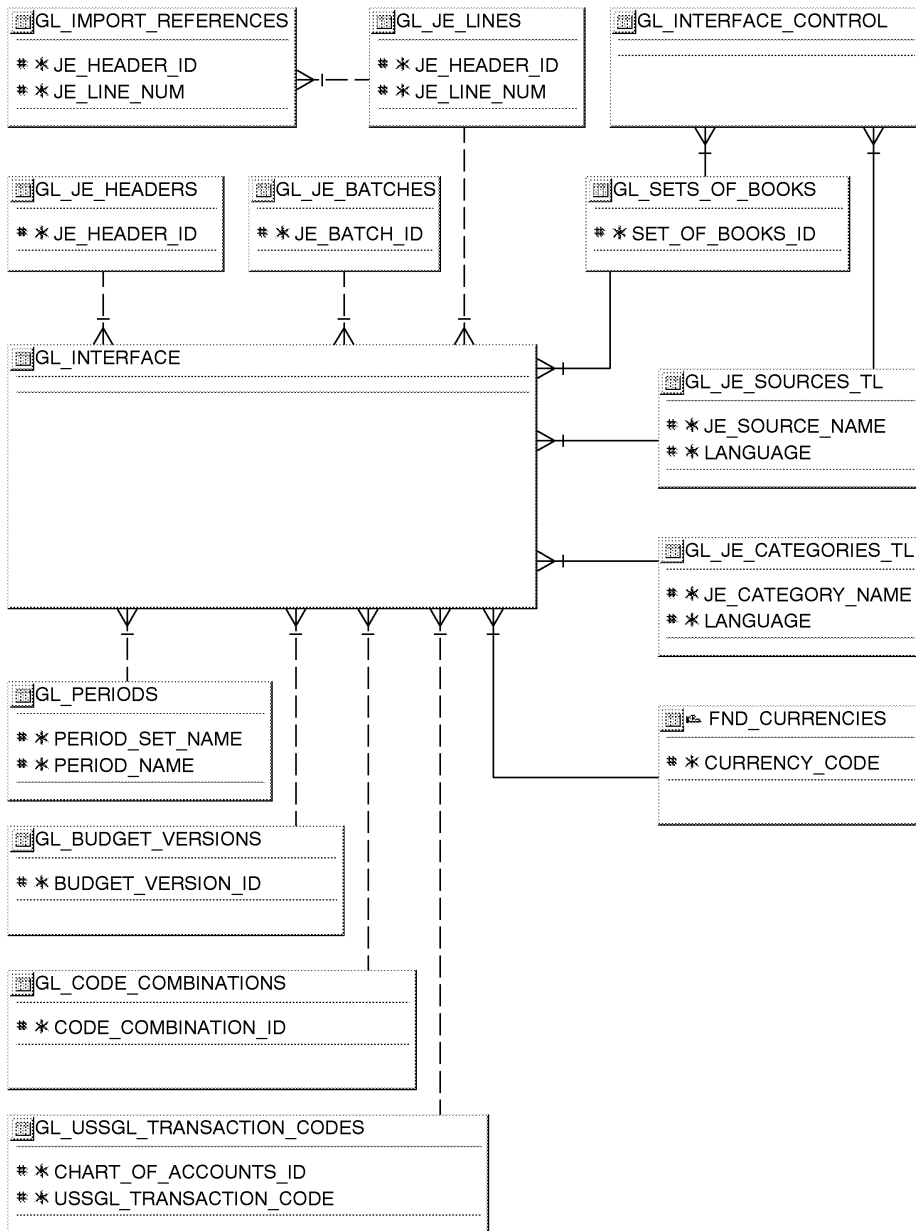 GL_IMPORT_REFERENCES
# * JE_HEADER_ID
# * JE_LINE_NUM
GL_JE_LINES
# * JE_HEADER_ID
# * JE_LINE_NUM
GL_INTERFACE_CONTROL
GL_JE_HEADERS
# * JE_HEADER_ID
GL_JE_BATCHES
# * JE_BATCH_ID
GL_SETS_OF_BOOKS
# * SET_OF_BOOKS_ID
GL_INTERFACE
GL_JE_SOURCES_TL
# * JE_SOURCE_NAME
# * LANGUAGE
GL_JE_CATEGORIES_TL
# * JE_CATEGORY_NAME
# * LANGUAGE
GL_PERIODS
# * PERIOD_SET_NAME
# * PERIOD_NAME
FND_CURRENCIES
# * CURRENCY_CODE
GL_BUDGET_VERSIONS
# * BUDGET_VERSION_ID
GL_CODE_COMBINATIONS
# * CODE_COMBINATION_ID
GL_USSGL_TRANSACTION_CODES
# * CHART_OF_ACCOUNTS_ID
# * USSGL_TRANSACTION_CODE